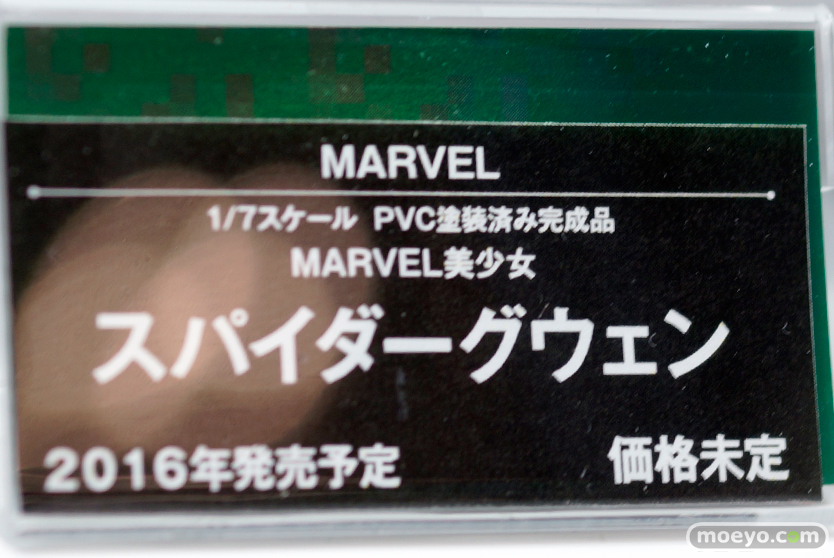 MARVEL
1/7スケール PVC塗装済み完成品
MARVEL美少女
スパイダーグウェン
2016年発売予定 価格未定
moeyo.com